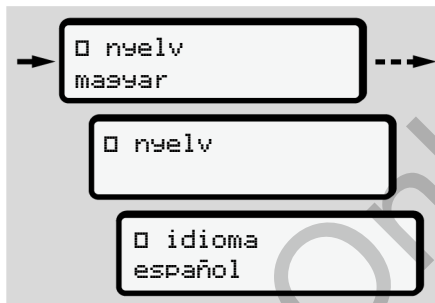 □ nyelv
magyar
□ nyelv
□ idioma
español